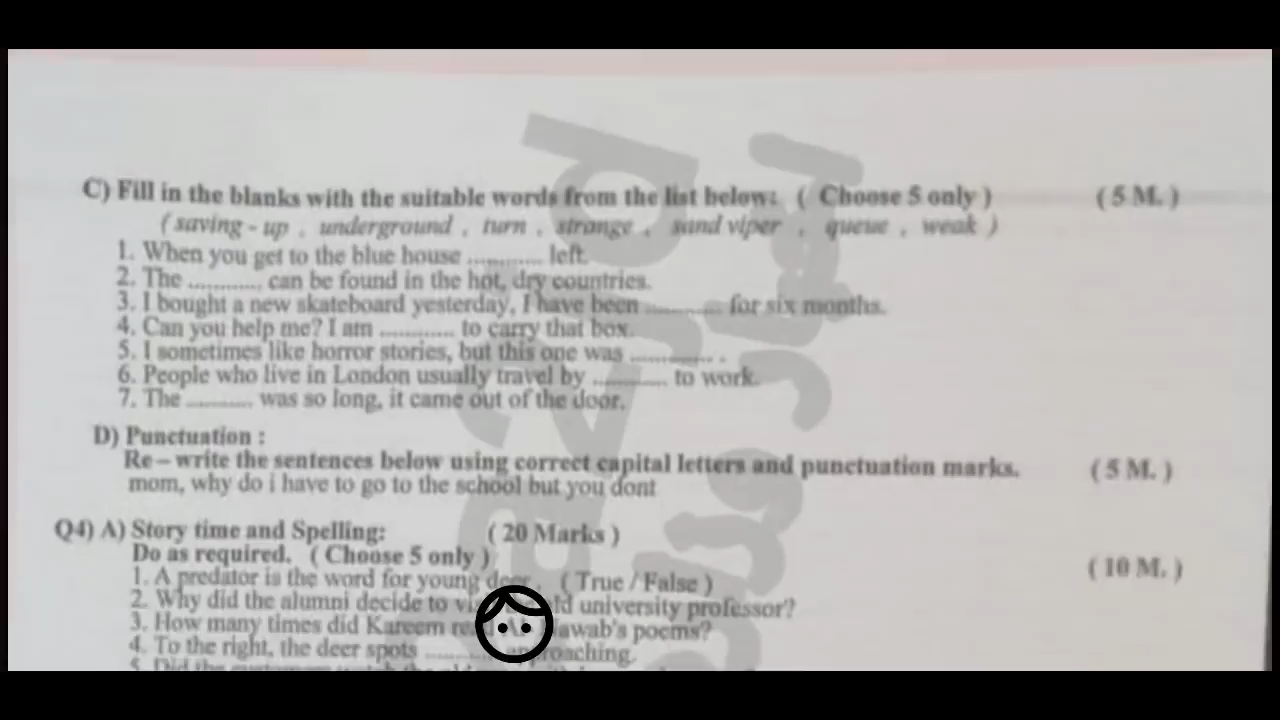 C) Fill in the blanks with the suitable words from the list below: ( Choose 5 only ) ( 5 M. )
( saving - up , underground , turn , strange , sand viper , queue , weak )
1. When you get to the blue house ............ left.
2. The ............ can be found in the hot, dry countries.
3. I bought a new skateboard yesterday, I have been ............ for six months.
4. Can you help me? I am ............ to carry that box.
5. I sometimes like horror stories, but this one was ............. .
6. People who live in London usually travel by ............ to work.
7. The ........... was so long, it came out of the door.
D) Punctuation :
Re – write the sentences below using correct capital letters and punctuation marks. ( 5 M. )
mom, why do i have to go to the school but you dont
Q4) A) Story time and Spelling: ( 20 Marks )
Do as required. ( Choose 5 only ) ( 10 M. )
1. A predator is the word for young deer. ( True / False )
2. Why did the alumni decide to university professor?
3. How many times did Kareem poems?
4. To the right, the deer spots ............ approaching.
5. Did the